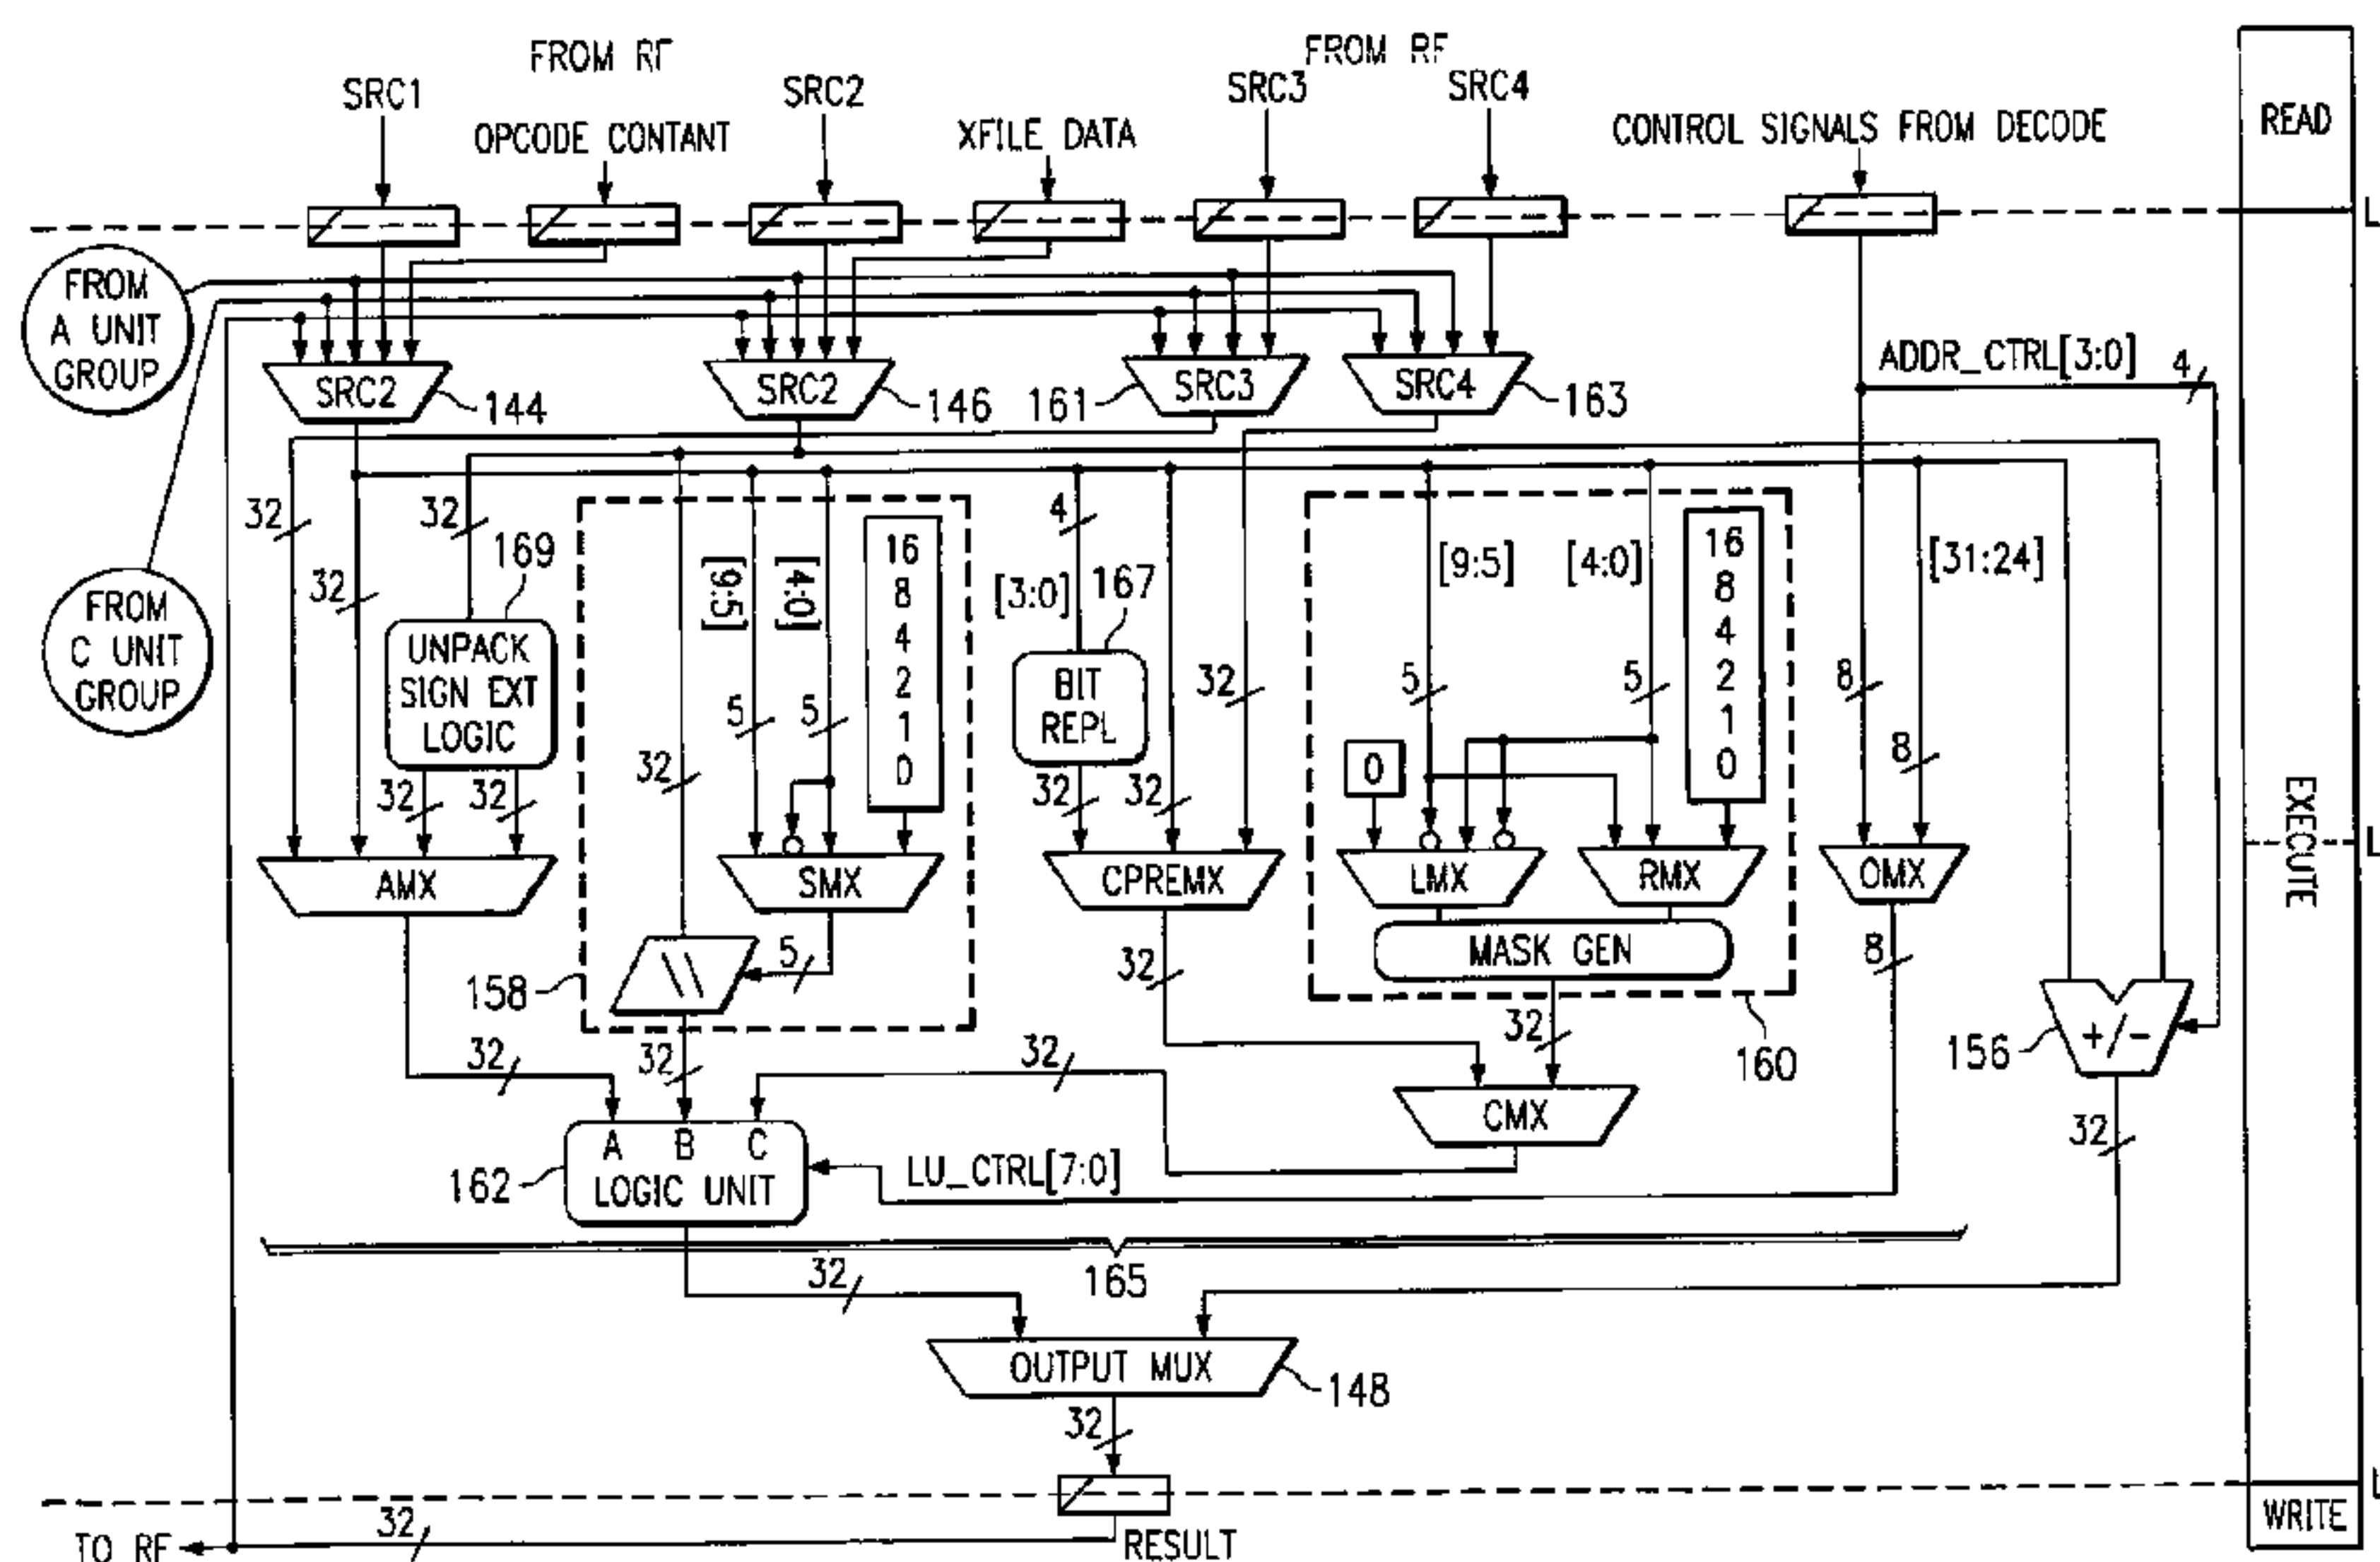 FROM RF
FROM RF
SRC1
SRC2
SRC3
SRC4
OPCODE CONTANT
XFILE DATA
CONTROL SIGNALS FROM DECODE
READ
L
FROM
A UNIT
GROUP
SRC2
144
SRC2
146
161
SRC3
SRC4
163
ADDR_CTRL[3:0]
4
32
32
32
169
[9:5]
[4:0]
16
8
4
2
1
0
4
[3:0]
167
[9:5]
[4:0]
16
8
4
2
1
0
[31:24]
FROM
C UNIT
GROUP
UNPACK
SIGN EXT
LOGIC
32
5
5
BIT
REPL
32
5
5
8
8
0
32
32
32
32
EXECUTE
L
AMX
SMX
CPREMX
LMX
RMX
OMX
158
\\
5
32
MASK GEN
8
32
32
32
32
160
156
+/-
CMX
32
A B C
LOGIC UNIT
162
LU_CTRL[7:0]
165
32
OUTPUT MUX
148
32
L
WRITE
TO RF
32
RESULT